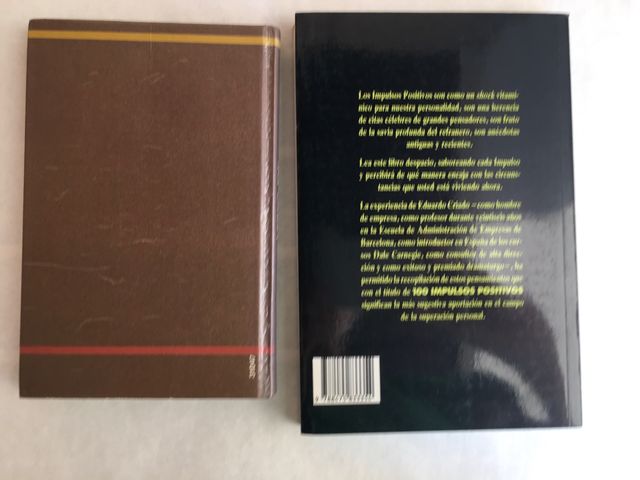 Los Impulsos Positivos son como un shock vitamí-
nico para nuestra personalidad, son una herencia
de citas célebres de grandes pensadores, son fruto
de la savia profunda del refranero, son anécdotas
antiguas y recientes.
Lea este libro despacio, saboreando cada Impulso
y percibirá de qué manera encaja con las circuns-
tancias que usted está viviendo ahora.
La experiencia de Eduardo Criado –como hombre
de empresa, como profesor durante veintiséis años
en la Escuela de Administración de Empresas de
Barcelona, como introductor en España de los cur-
sos Dale Carnegie, como consultor de alta direc-
ción y como exitoso y premiado dramaturgo–, ha
permitido la recopilación de estos pensamientos que
con el título de 100 IMPULSOS POSITIVOS
significan la más sugestiva aportación en el campo
de la superación personal.